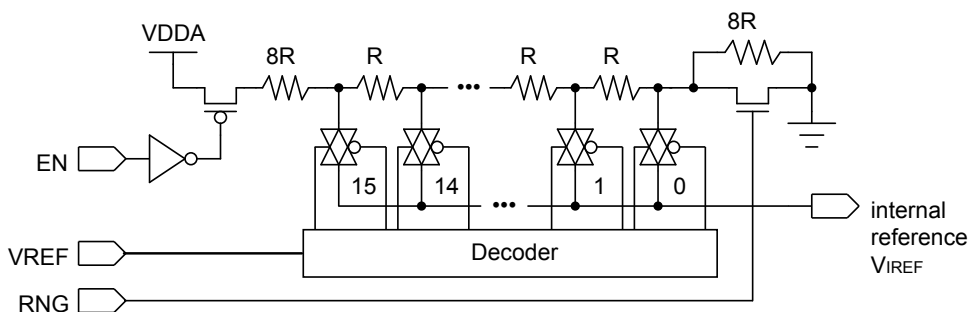 8R
VDDA
8R R ... R R
EN
15 14 1 0
...
internal
reference
VIREF
VREF
Decoder
RNG